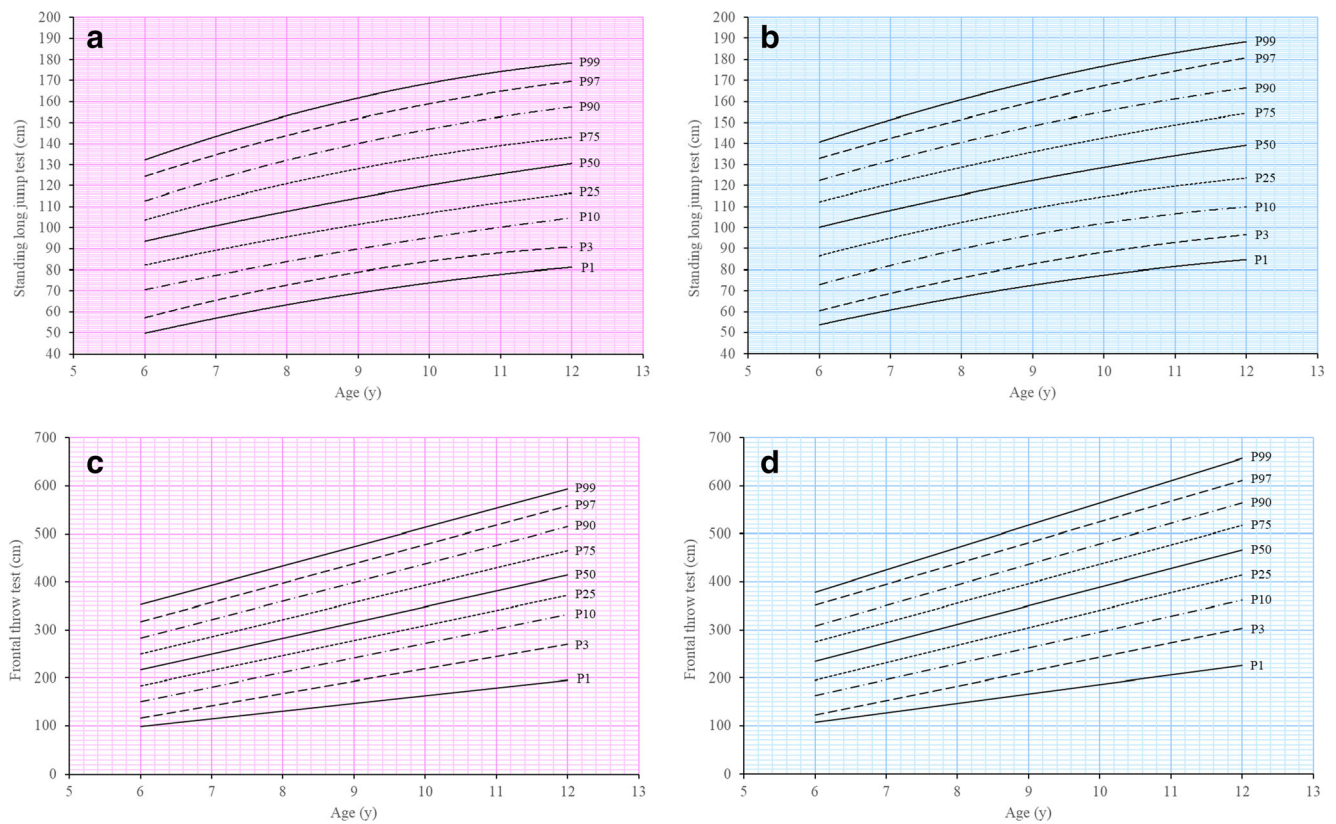 a
Standing long jump test (cm)
200
190
180
170
160
150
140
130
120
110
100
90
80
70
60
50
40
P99
P97
P90
P75
P50
P25
P10
P3
P1
5 6 7 8 9 10 11 12 13
Age (y)
b
Standing long jump test (cm)
200
190
180
170
160
150
140
130
120
110
100
90
80
70
60
50
40
P99
P97
P90
P75
P50
P25
P10
P3
P1
5 6 7 8 9 10 11 12 13
Age (y)
c
Frontal throw test (cm)
700
600
500
400
300
200
100
0
P99
P97
P90
P75
P50
P25
P10
P3
P1
5 6 7 8 9 10 11 12 13
Age (y)
d
Frontal throw test (cm)
700
600
500
400
300
200
100
0
P99
P97
P90
P75
P50
P25
P10
P3
P1
5 6 7 8 9 10 11 12 13
Age (y)